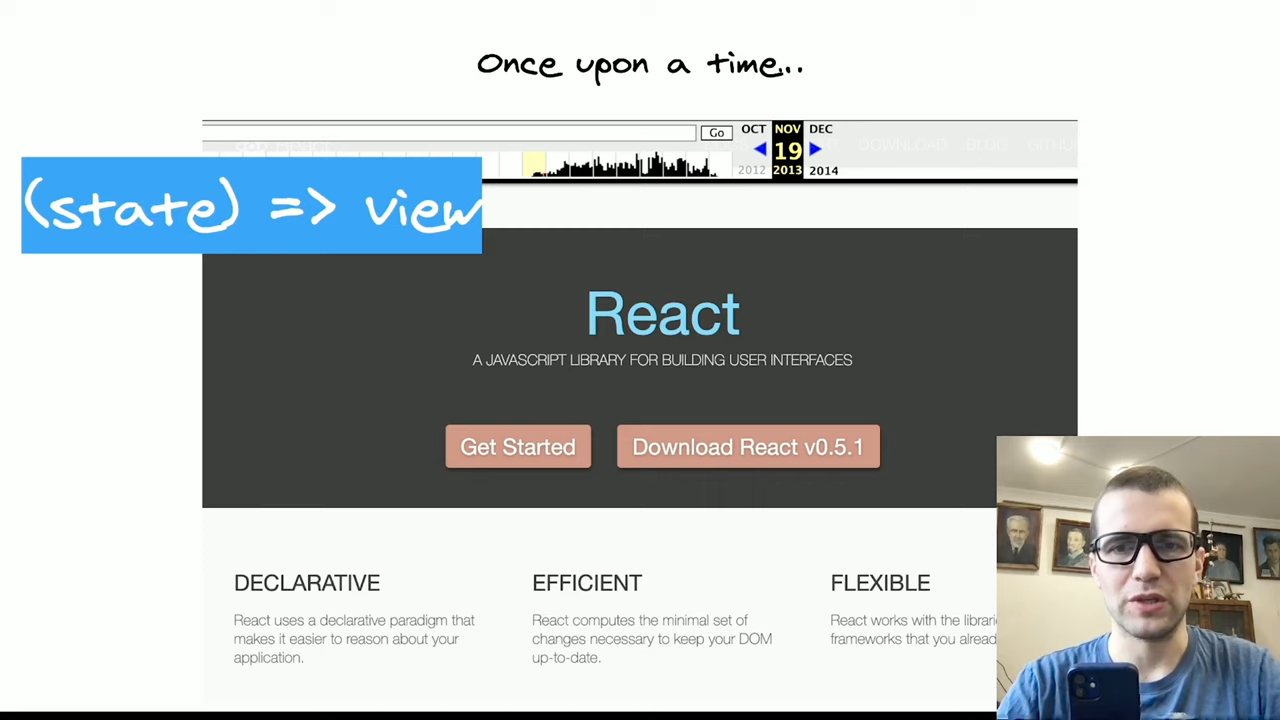 Once upon a time...
Go
OCT NOV DEC
19
2012 2013 2014
DOWNLOAD BLOG
(state) => view
React
A JAVASCRIPT LIBRARY FOR BUILDING USER INTERFACES
Get Started
Download React v0.5.1
DECLARATIVE
React uses a declarative paradigm that
makes it easier to reason about your
application.
EFFICIENT
React computes the minimal set of
changes necessary to keep your DOM
up-to-date.
FLEXIBLE
React works with the
frameworks that you